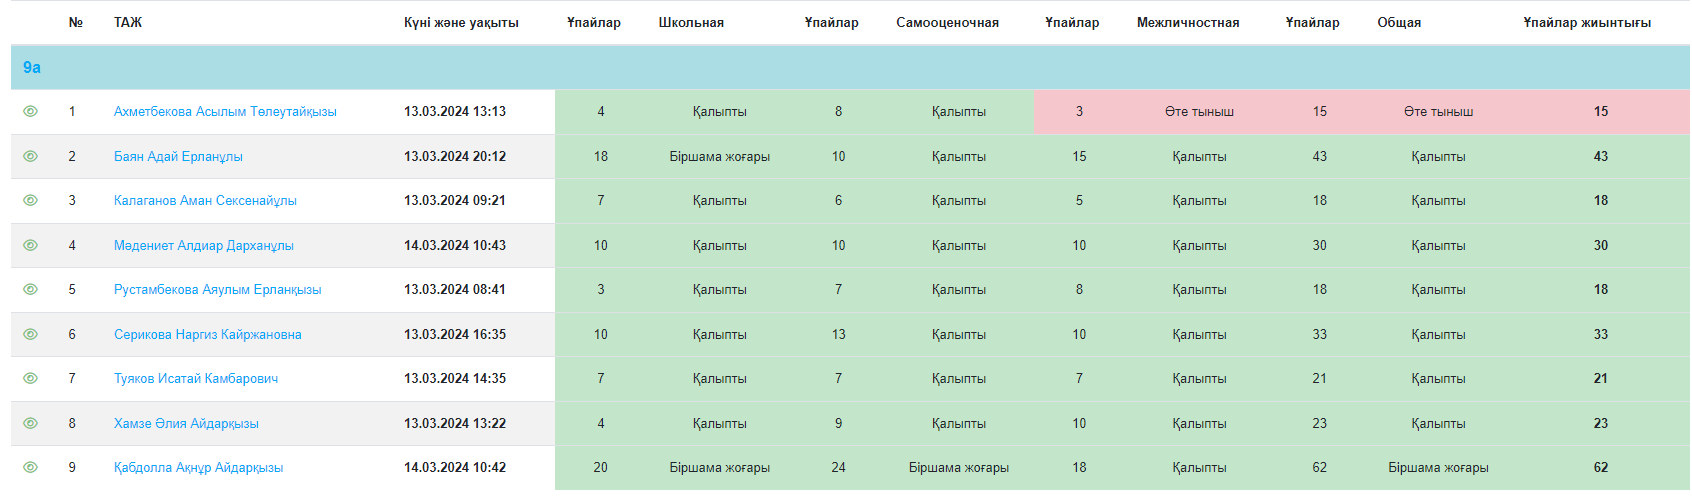 № ТАЖ Күні және уақыты Ұпайлар Школьная Ұпайлар Самооценочная Ұпайлар Межличностная Ұпайлар Общая Ұпайлар жиынтығы
9а
1 Ахметбекова Асылым Төлеутайқызы 13.03.2024 13:13 4 Қалыпты 8 Қалыпты 3 Өте тыныш 15 Өте тыныш 15
2 Баян Адай Ерланұлы 13.03.2024 20:12 18 Біршама жоғары 10 Қалыпты 15 Қалыпты 43 Қалыпты 43
3 Калаганов Аман Сексенайұлы 13.03.2024 09:21 7 Қалыпты 6 Қалыпты 5 Қалыпты 18 Қалыпты 18
4 Мәдениет Алдияр Дарханұлы 14.03.2024 10:43 10 Қалыпты 10 Қалыпты 10 Қалыпты 30 Қалыпты 30
5 Рустамбекова Аяулым Ерланқызы 13.03.2024 08:41 3 Қалыпты 7 Қалыпты 8 Қалыпты 18 Қалыпты 18
6 Серикова Наргиз Кайржановна 13.03.2024 16:35 10 Қалыпты 13 Қалыпты 10 Қалыпты 33 Қалыпты 33
7 Туяков Исатай Камбарович 13.03.2024 14:35 7 Қалыпты 7 Қалыпты 7 Қалыпты 21 Қалыпты 21
8 Хамзе Әлия Айдарқызы 13.03.2024 13:22 4 Қалыпты 9 Қалыпты 10 Қалыпты 23 Қалыпты 23
9 Қабдолла Ақнұр Айдарқызы 14.03.2024 10:42 20 Біршама жоғары 24 Біршама жоғары 18 Қалыпты 62 Біршама жоғары 62